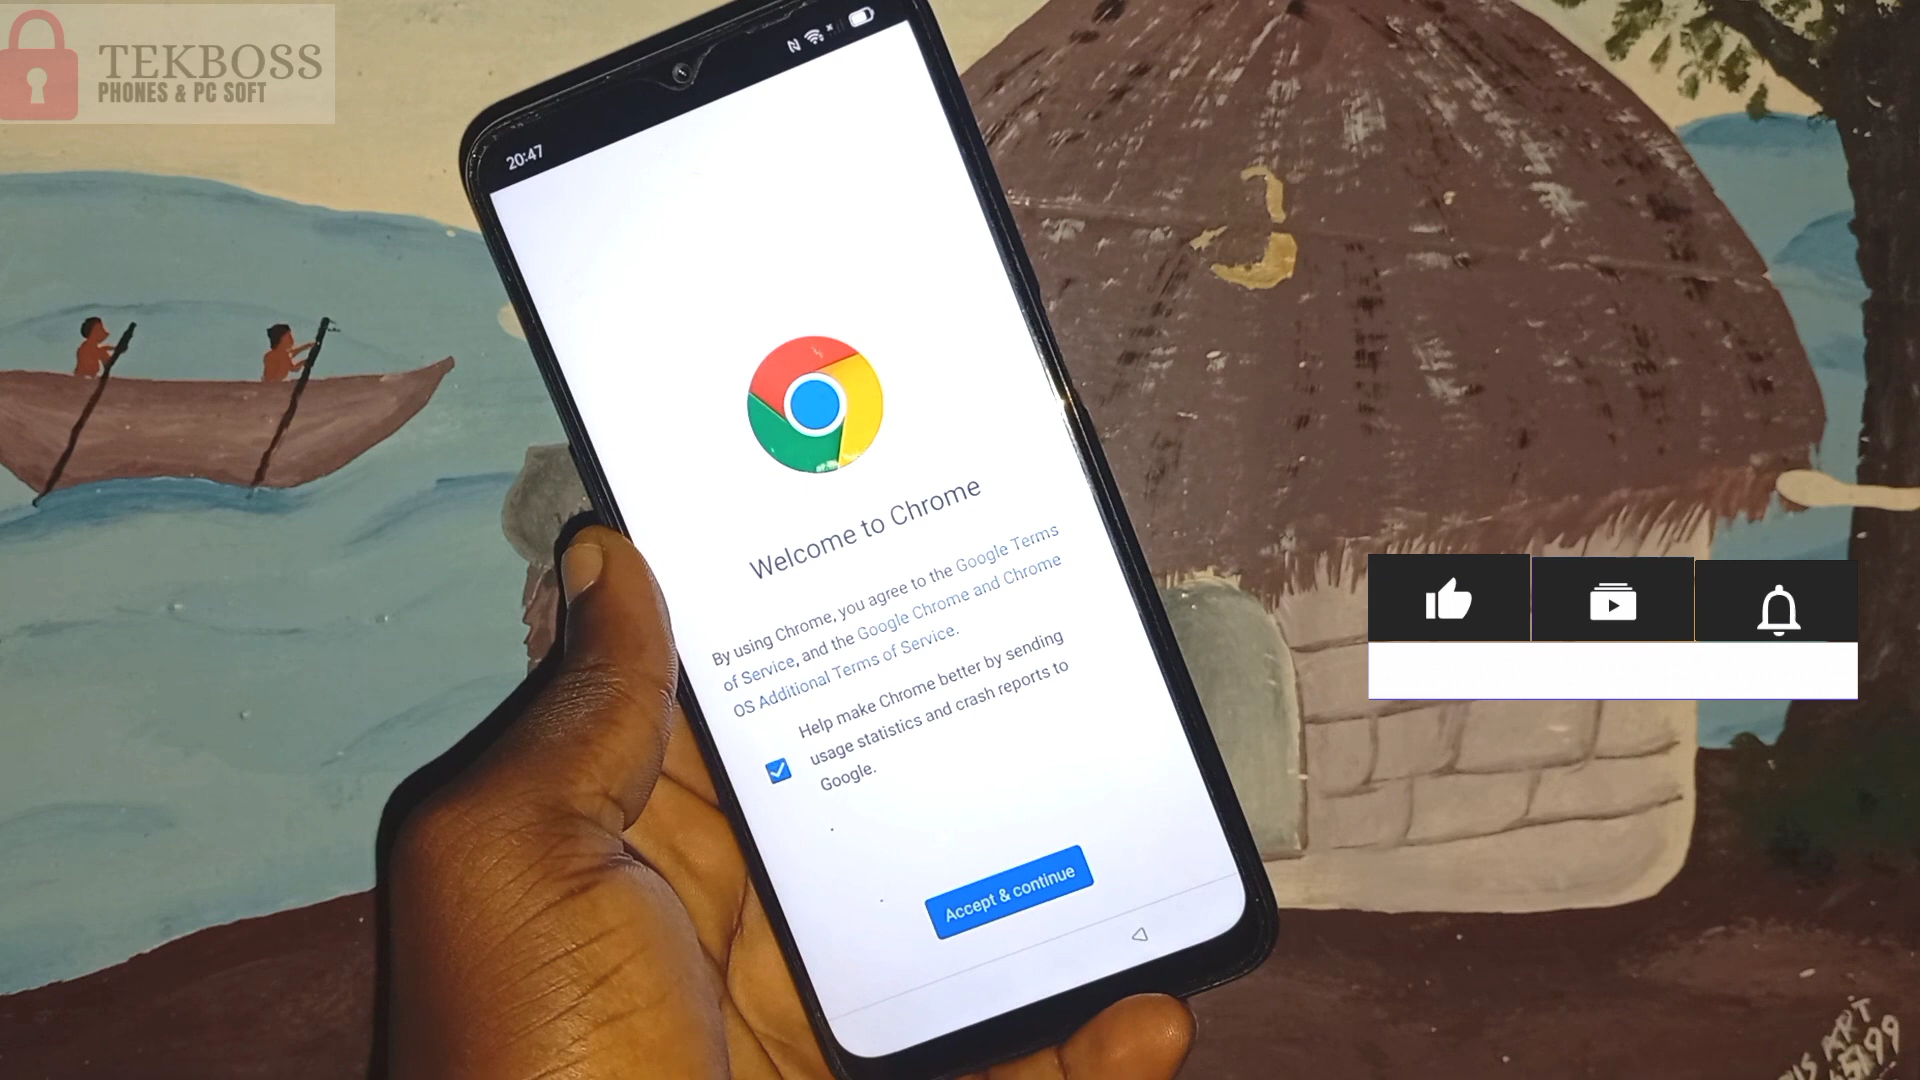 TEKBOSS
PHONES & PC SOFT
20:47
Welcome to Chrome
By using Chrome, you agree to the Google Terms
of Service, and the Google Chrome and Chrome
OS Additional Terms of Service.
Help make Chrome better by sending
usage statistics and crash reports to
Google.
Accept & continue